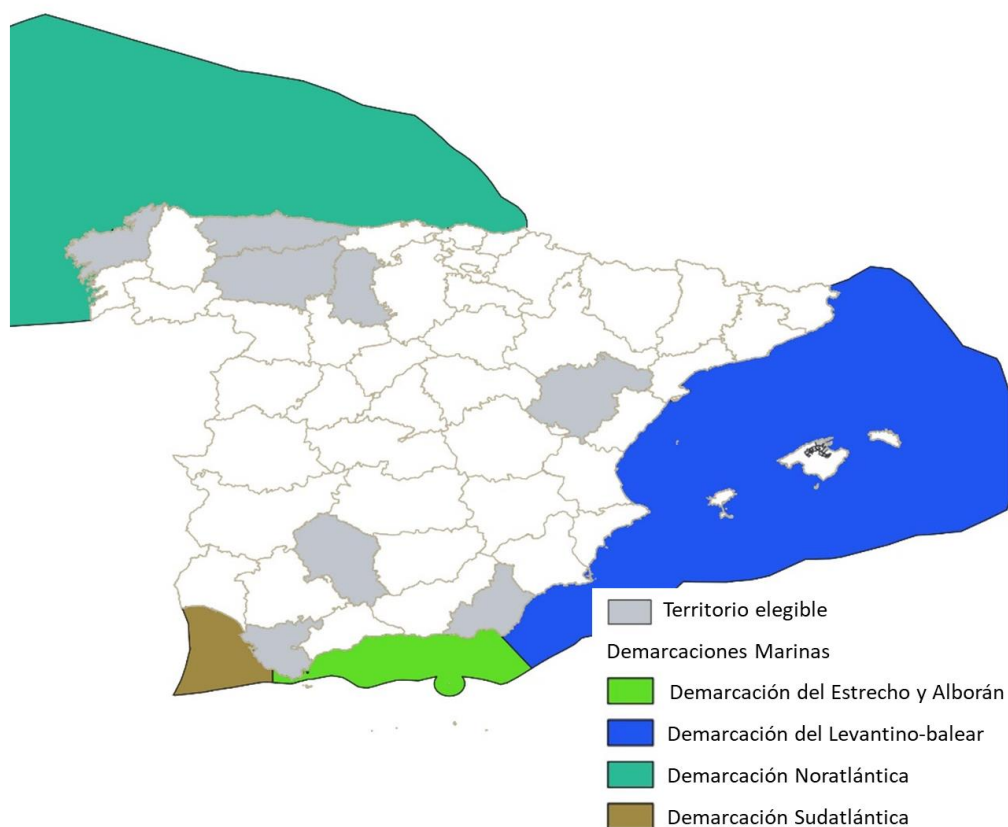 Territorio elegible
Demarcaciones Marinas
Demarcación del Estrecho y Alborán
Demarcación del Levantino-balear
Demarcación Noratlántica
Demarcación Sudatlántica